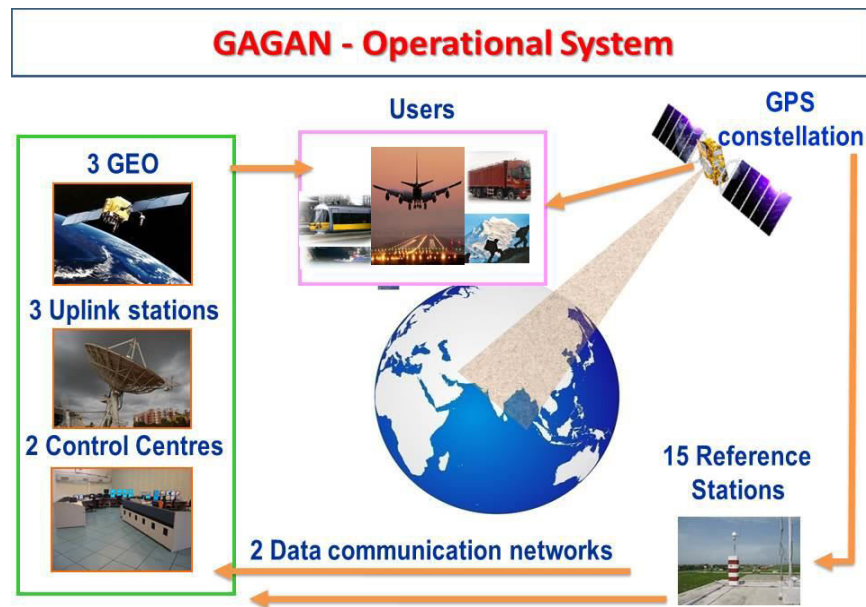 GAGAN - Operational System
Users
GPS
constellation
3 GEO
3 Uplink stations
2 Control Centres
15 Reference
Stations
2 Data communication networks